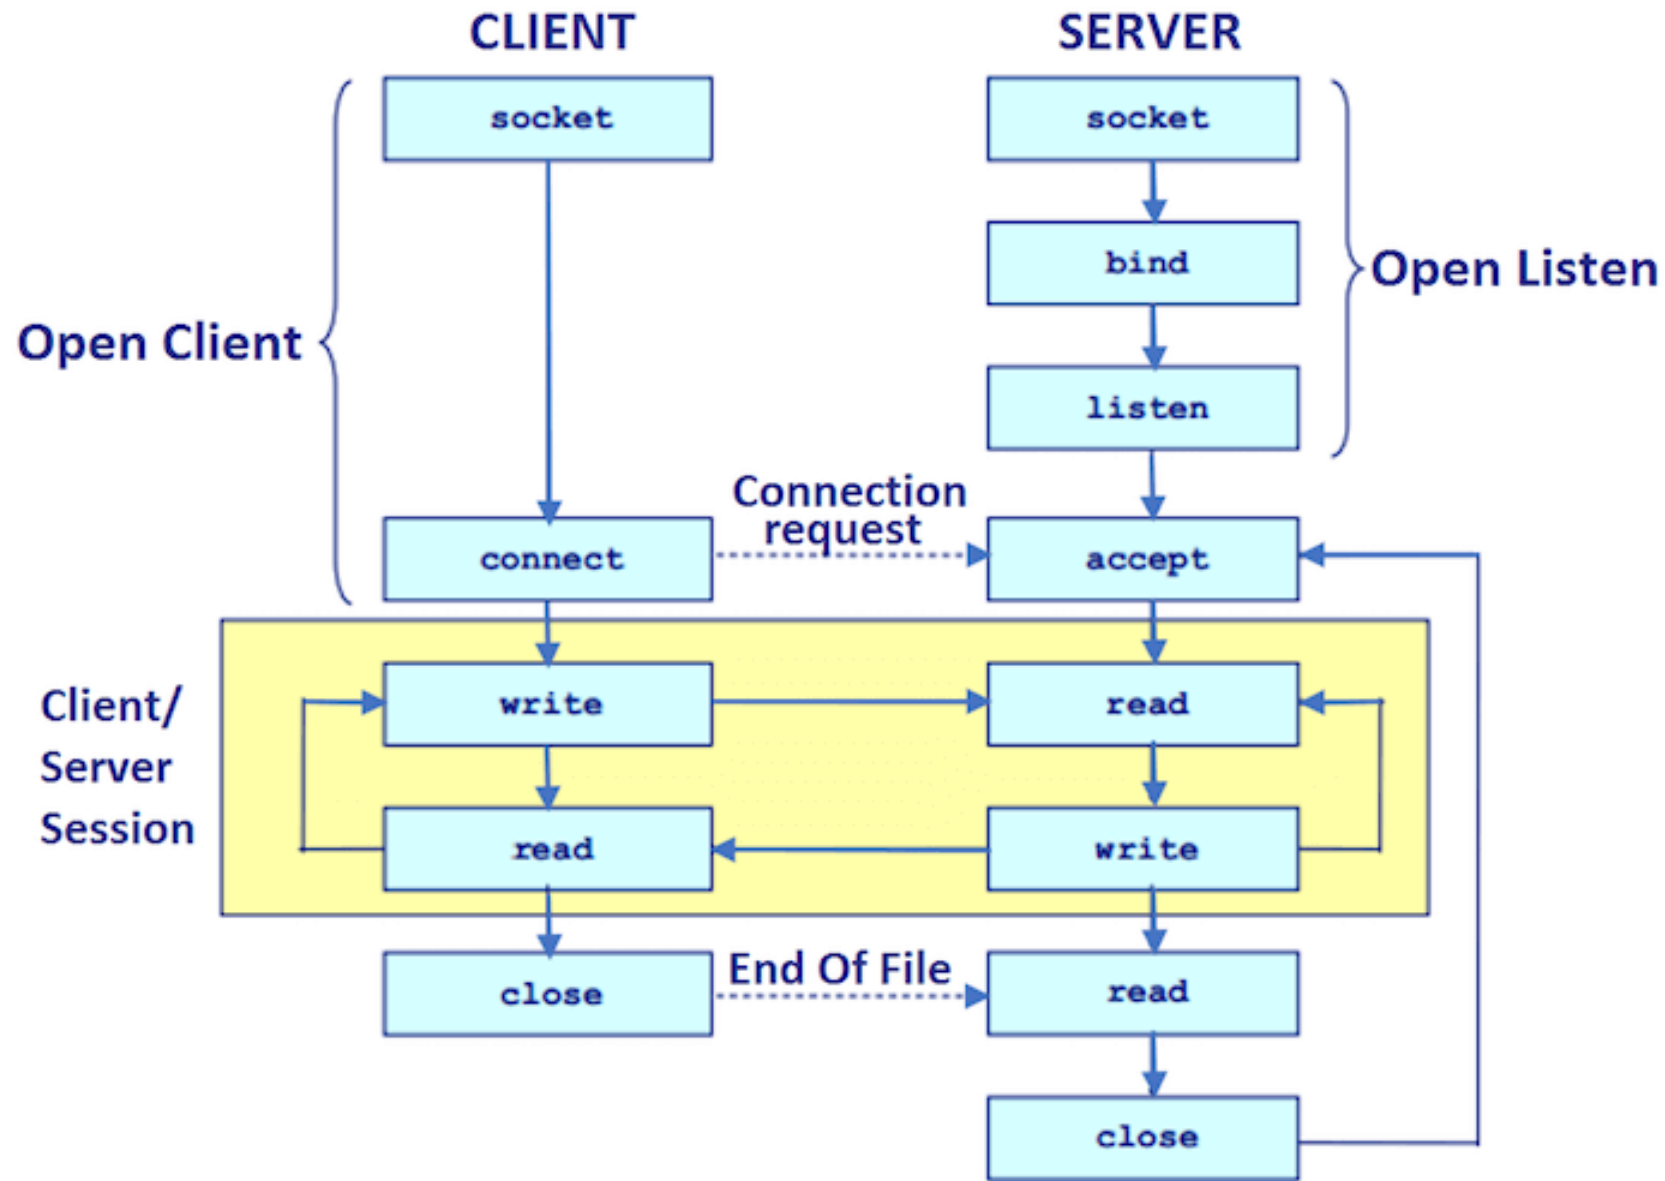 CLIENT
SERVER
socket
socket
bind
Open Listen
Open Client
listen
Connection
request
connect
accept
Client/
Server
Session
write
read
read
write
close
End Of File
read
close